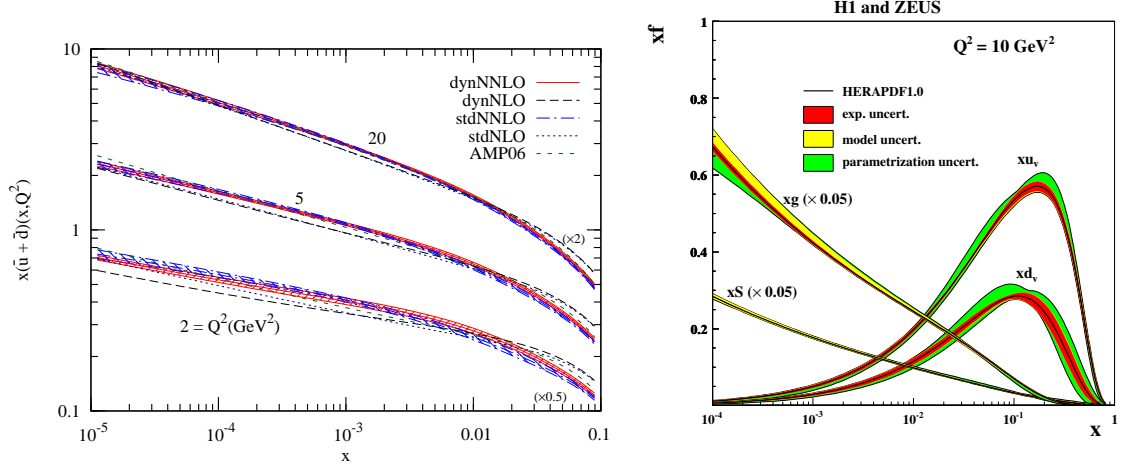 10
1
0.1
x(ū + d̄)(x,Q²)
dynNNLO
dynNLO
stdNNLO
stdNLO
AMP06
20
5
2 = Q²(GeV²)
(×2)
(×0.5)
10⁻⁵
10⁻⁴
10⁻³
0.01
0.1
x
H1 and ZEUS
xf
1
0.8
0.6
0.4
0.2
Q² = 10 GeV²
HERAPDF1.0
exp. uncert.
model uncert.
parametrization uncert.
xuᵥ
xg (× 0.05)
xdᵥ
xS (× 0.05)
10⁻⁴
10⁻³
10⁻²
10⁻¹
1
x